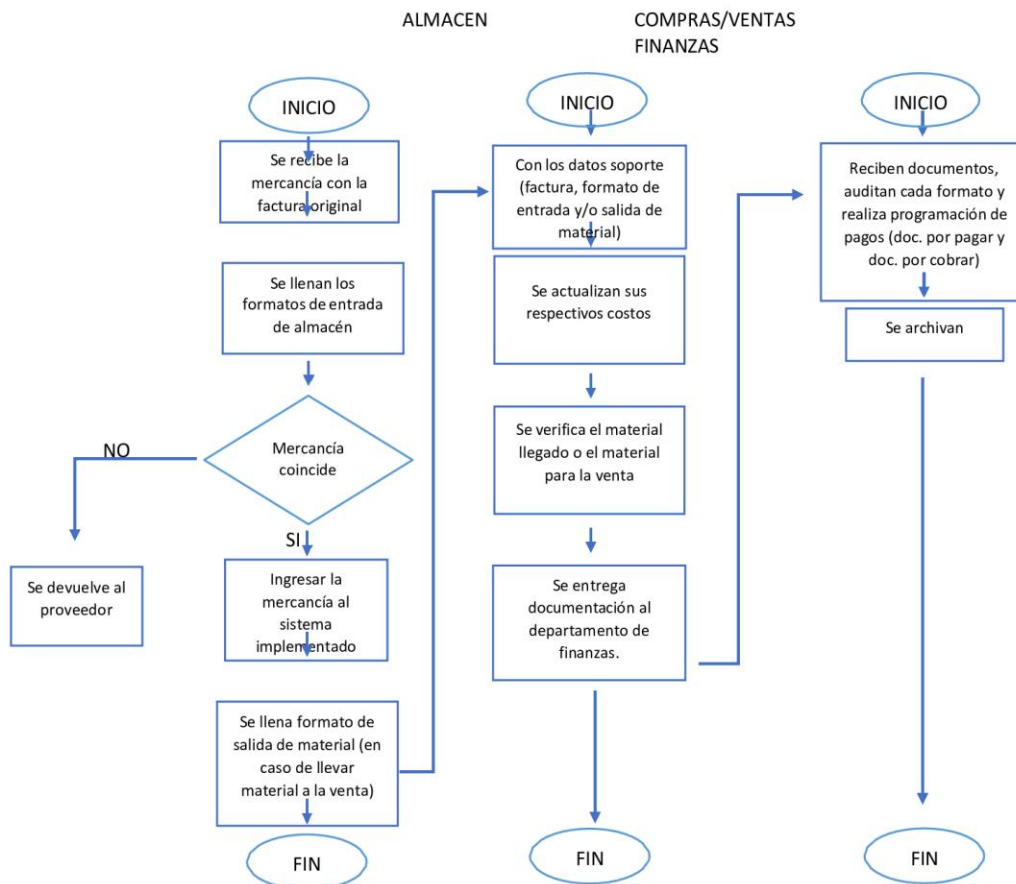 ALMACEN
COMPRAS/VENTAS
FINANZAS
INICIO
Se recibe la
mercancía con la
factura original
Se llenan los
formatos de entrada
de almacén
Mercancía
coincide
NO
SI
Se devuelve al
proveedor
Ingresar la
mercancía al
sistema
implementado
Se llena formato de
salida de material (en
caso de llevar
material a la venta)
FIN
INICIO
Con los datos soporte
(factura, formato de
entrada y/o salida de
material)
Se actualizan sus
respectivos costos
Se verifica el material
llegado o el material
para la venta
Se entrega
documentación al
departamento de
finanzas.
FIN
INICIO
Reciben documentos,
auditan cada formato y
realiza programación de
pagos (doc. por pagar y
doc. por cobrar)
Se archivan
FIN